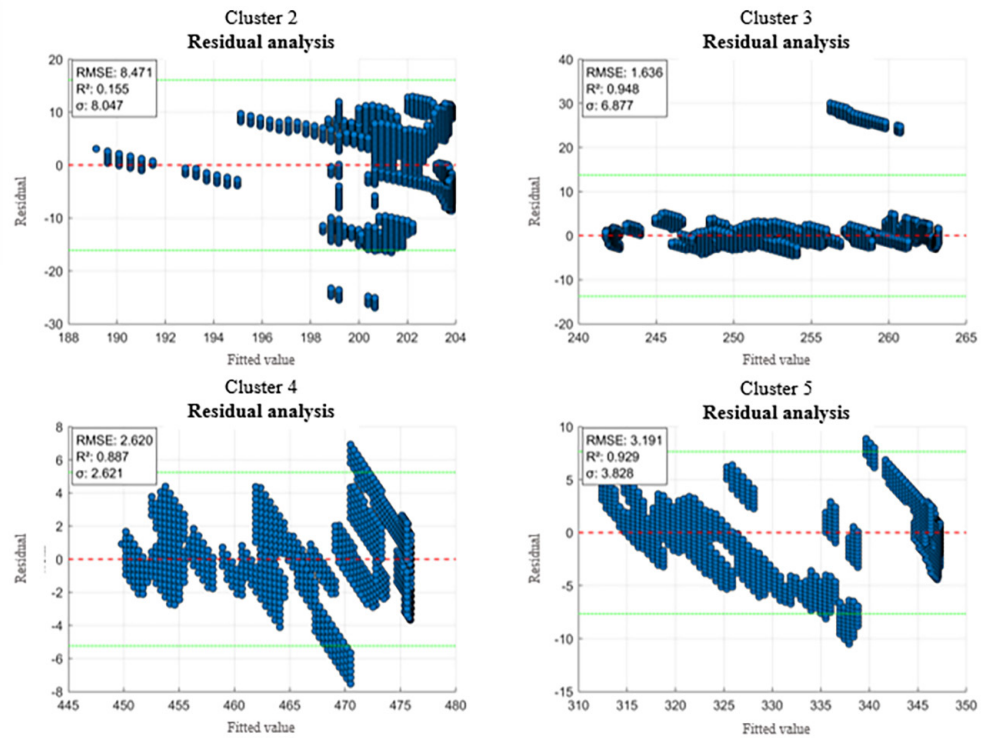 Cluster 2
Residual analysis
20
10
0
-10
-20
-30
RMSE: 8.471
R²: 0.155
σ: 8.047
188 190 192 194 196 198 200 202 204
Residual
Fitted value
Cluster 3
Residual analysis
40
30
20
10
0
-10
-20
RMSE: 1.636
R²: 0.948
σ: 6.877
240 245 250 255 260 265
Residual
Fitted value
Cluster 4
Residual analysis
8
6
4
2
0
-2
-4
-6
-8
RMSE: 2.620
R²: 0.887
σ: 2.621
445 450 455 460 465 470 475 480
Residual
Fitted value
Cluster 5
Residual analysis
10
5
0
-5
-10
-15
RMSE: 3.191
R²: 0.929
σ: 3.828
310 315 320 325 330 335 340 345 350
Residual
Fitted value